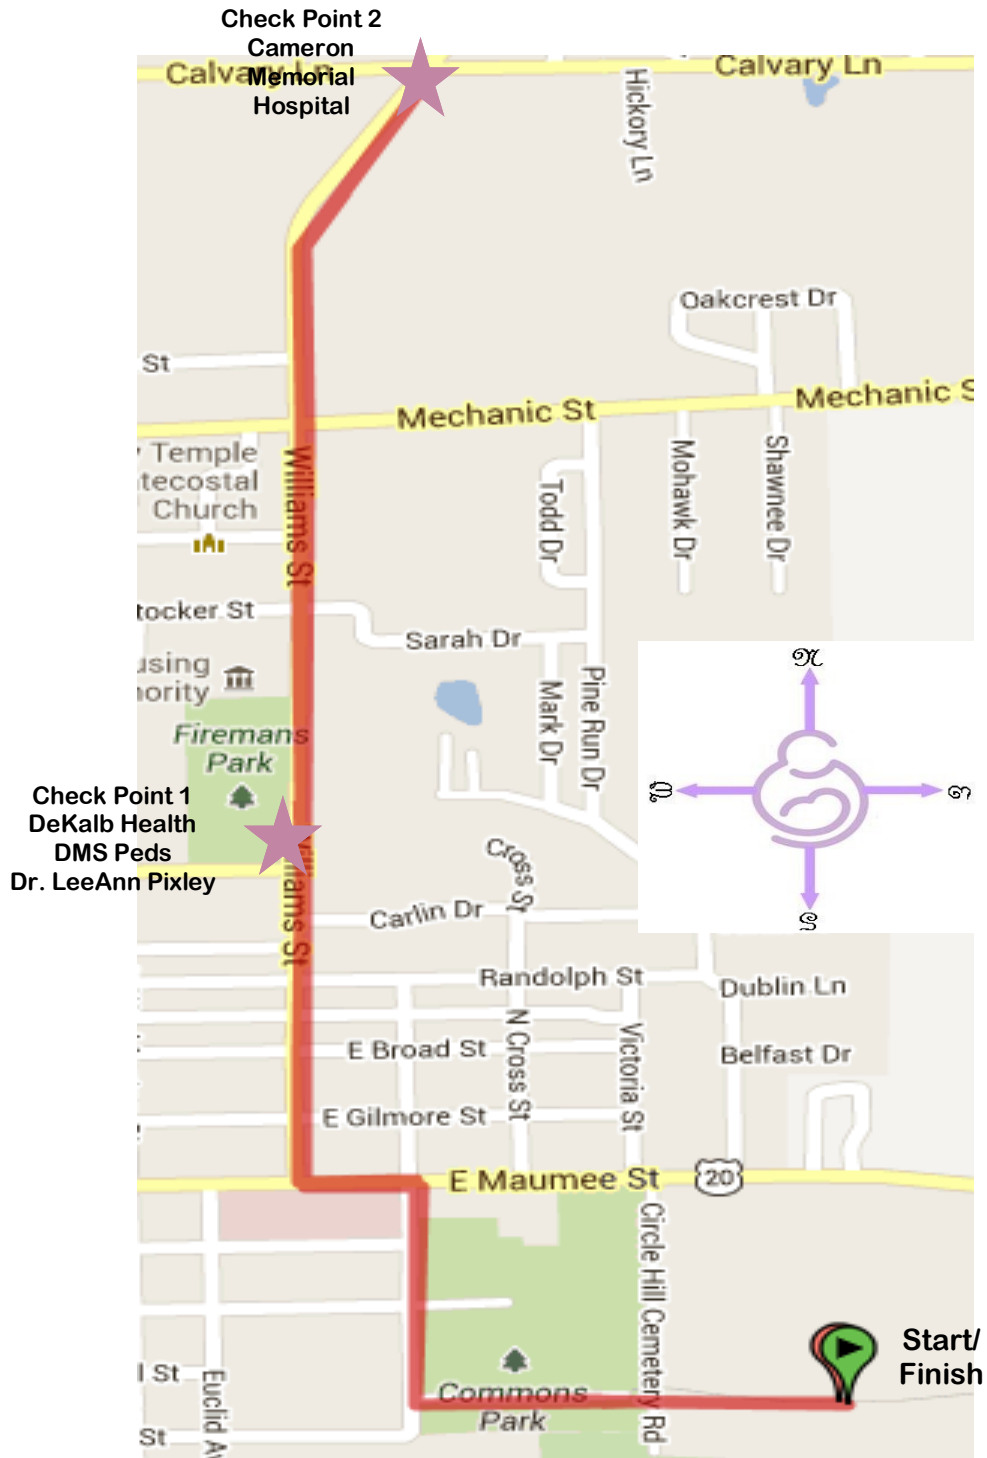 Check Point 2
Cameron
Memorial
Hospital
Calvary Ln
Calvary Ln
Hickory Ln
Oakcrest Dr
St
Mechanic St
Mechanic S
Temple
tecostal
Church
Williams St
Todd Dr
Mohawk Dr
Shawnee Dr
tocker St
Sarah Dr
using
ority
Mark Dr
Pine Run Dr
N
W
E
S
Firemans
Park
Check Point 1
DeKalb Health
DMS Peds
Dr. LeeAnn Pixley
lliams St
Cross St
Carlin Dr
Randolph St
Dublin Ln
N Cross St
Victoria St
E Broad St
Belfast Dr
E Gilmore St
E Maumee St
20
Circle Hill Cemetery Rd
Start/
Finish
l St
Euclid Av
Commons
Park
St